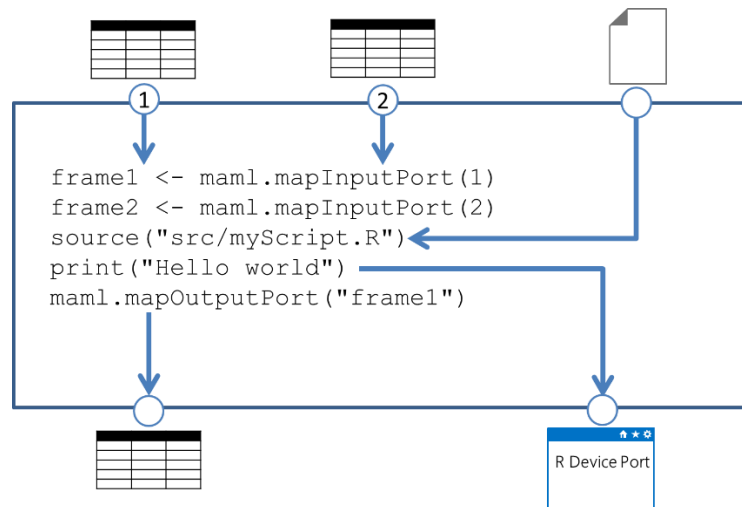 1
2
frame1 <- maml.mapInputPort(1)
frame2 <- maml.mapInputPort(2)
source("src/myScript.R")
print("Hello world")
maml.mapOutputPort("frame1")
R Device Port